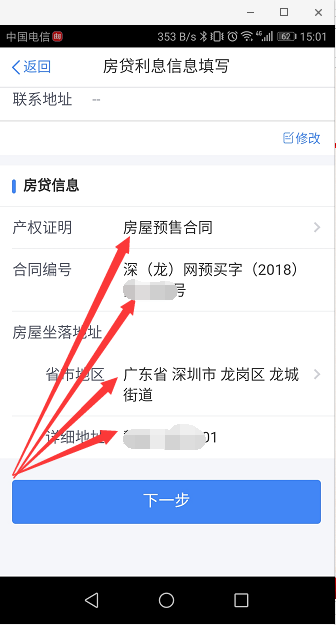 中国电信 353 B/s 4G 62 15:01
返回 房贷利息信息填写
联系地址 --
修改
房贷信息
产权证明 房屋预售合同
合同编号 深（龙）网预买字（2018）
号
房屋坐落地址
省市地区 广东省 深圳市 龙岗区 龙城
街道
详细地址 01
下一步